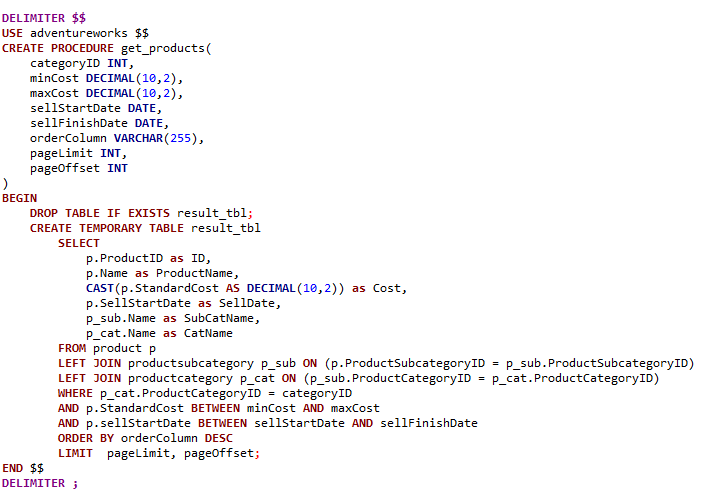 DELIMITER $$
USE adventureworks $$
CREATE PROCEDURE get_products(
    categoryID INT,
    minCost DECIMAL(10,2),
    maxCost DECIMAL(10,2),
    sellStartDate DATE,
    sellFinishDate DATE,
    orderColumn VARCHAR(255),
    pageLimit INT,
    pageOffset INT
)
BEGIN
    DROP TABLE IF EXISTS result_tbl;
    CREATE TEMPORARY TABLE result_tbl
        SELECT
            p.ProductID as ID,
            p.Name as ProductName,
            CAST(p.StandardCost AS DECIMAL(10,2)) as Cost,
            p.SellStartDate as SellDate,
            p_sub.Name as SubCatName,
            p_cat.Name as CatName
        FROM product p
        LEFT JOIN productsubcategory p_sub ON (p.ProductSubcategoryID = p_sub.ProductSubcategoryID)
        LEFT JOIN productcategory p_cat ON (p_sub.ProductCategoryID = p_cat.ProductCategoryID)
        WHERE p_cat.ProductCategoryID = categoryID
        AND p.StandardCost BETWEEN minCost AND maxCost
        AND p.sellStartDate BETWEEN sellStartDate AND sellFinishDate
        ORDER BY orderColumn DESC
        LIMIT  pageLimit, pageOffset;
END $$
DELIMITER ;